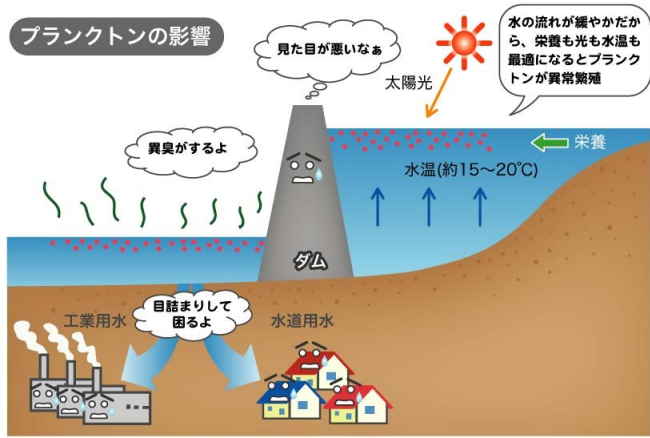 プランクトンの影響
見た目が悪いなぁ
水の流れが緩やかだか
ら、栄養も光も水温も
最適になるとプランク
トンが異常繁殖
太陽光
異臭がするよ
栄養
水温(約15〜20℃)
ダム
目詰まりして
困るよ
工業用水
水道用水